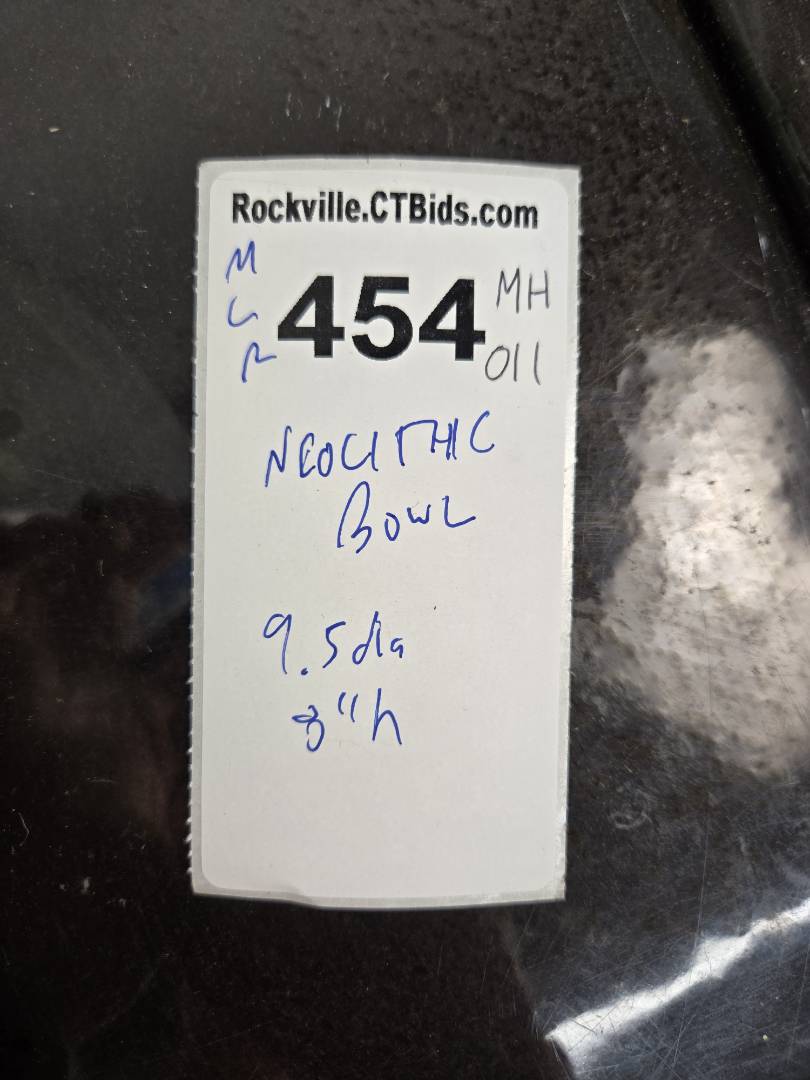 Rockville.CTBids.com
M
L
R
454
MH
011
NEOLITHIC
BOWL
9.5 dia
8"h